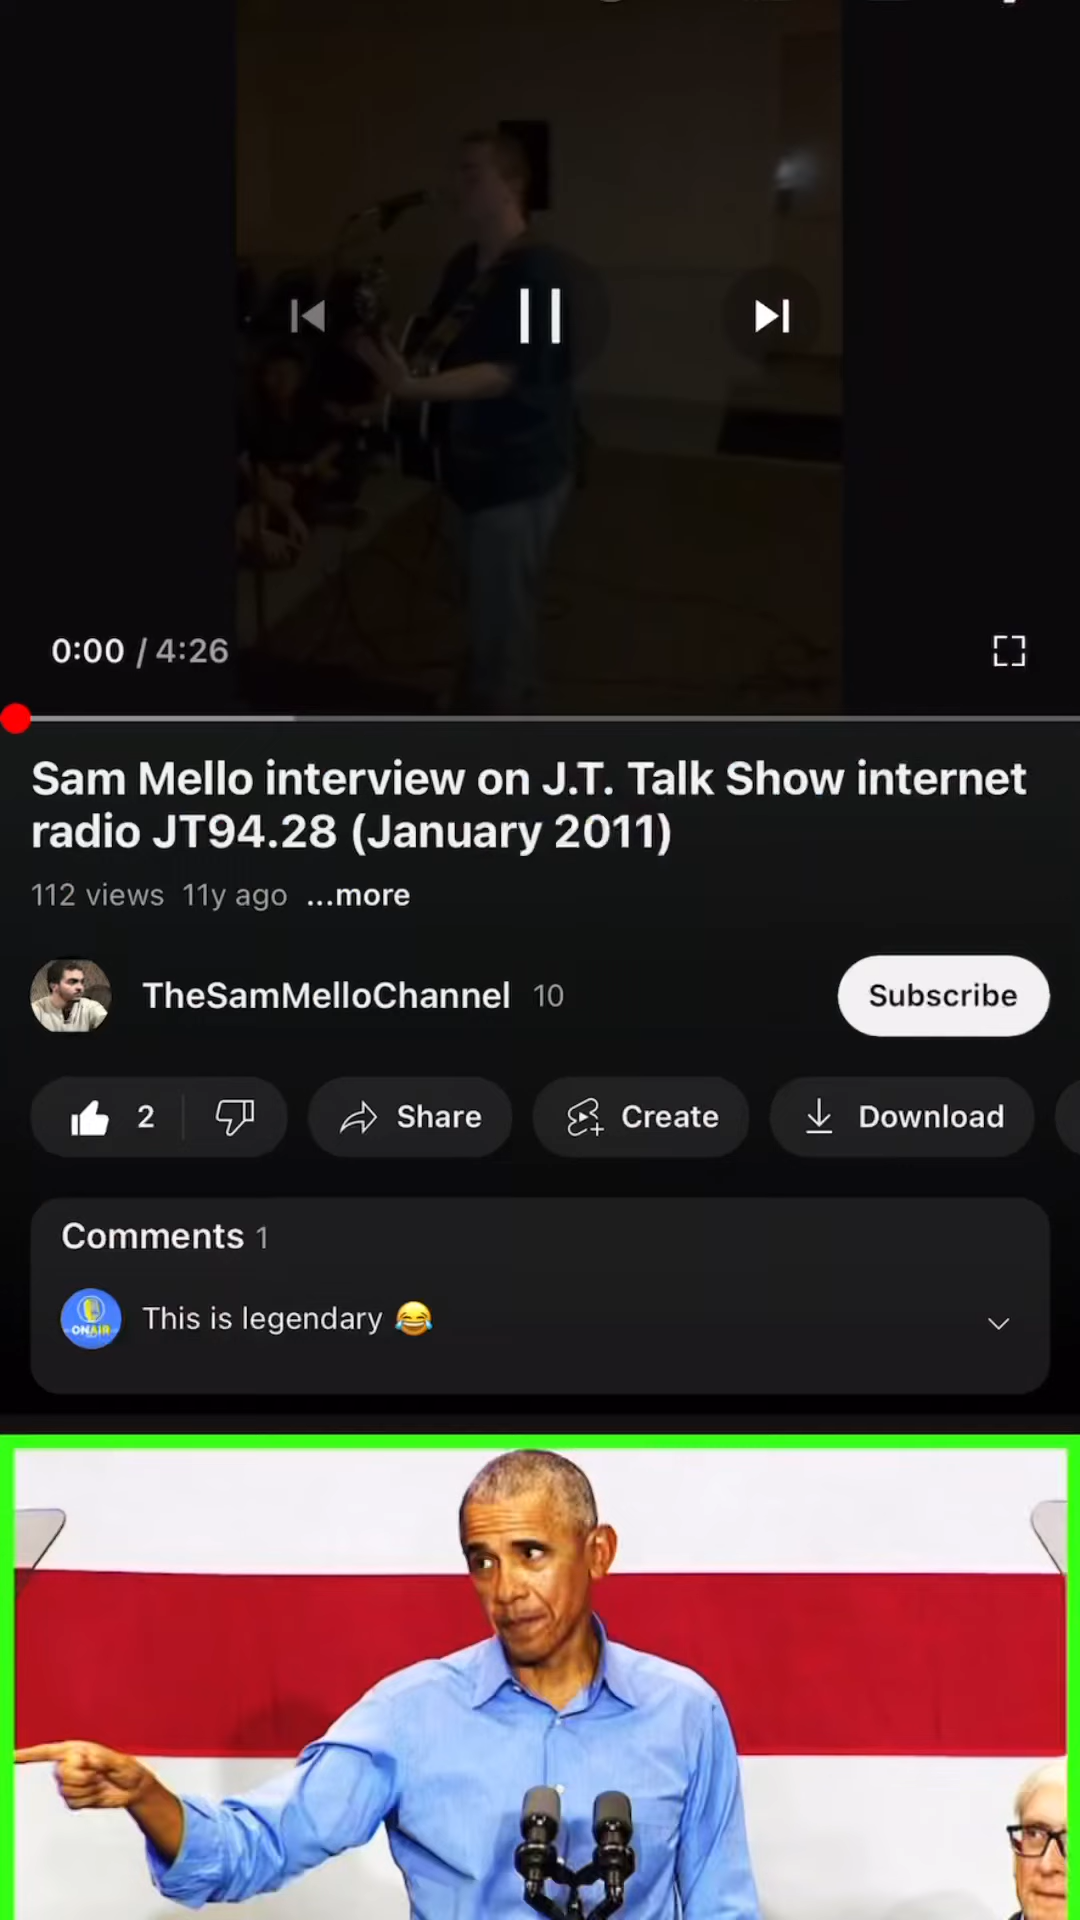 0:00 / 4:26
Sam Mello interview on J.T. Talk Show internet
radio JT94.28 (January 2011)
112 views 11y ago ...more
TheSamMelloChannel 10
Subscribe
2
Share
Create
Download
Comments 1
ONAIR
This is legendary 😂